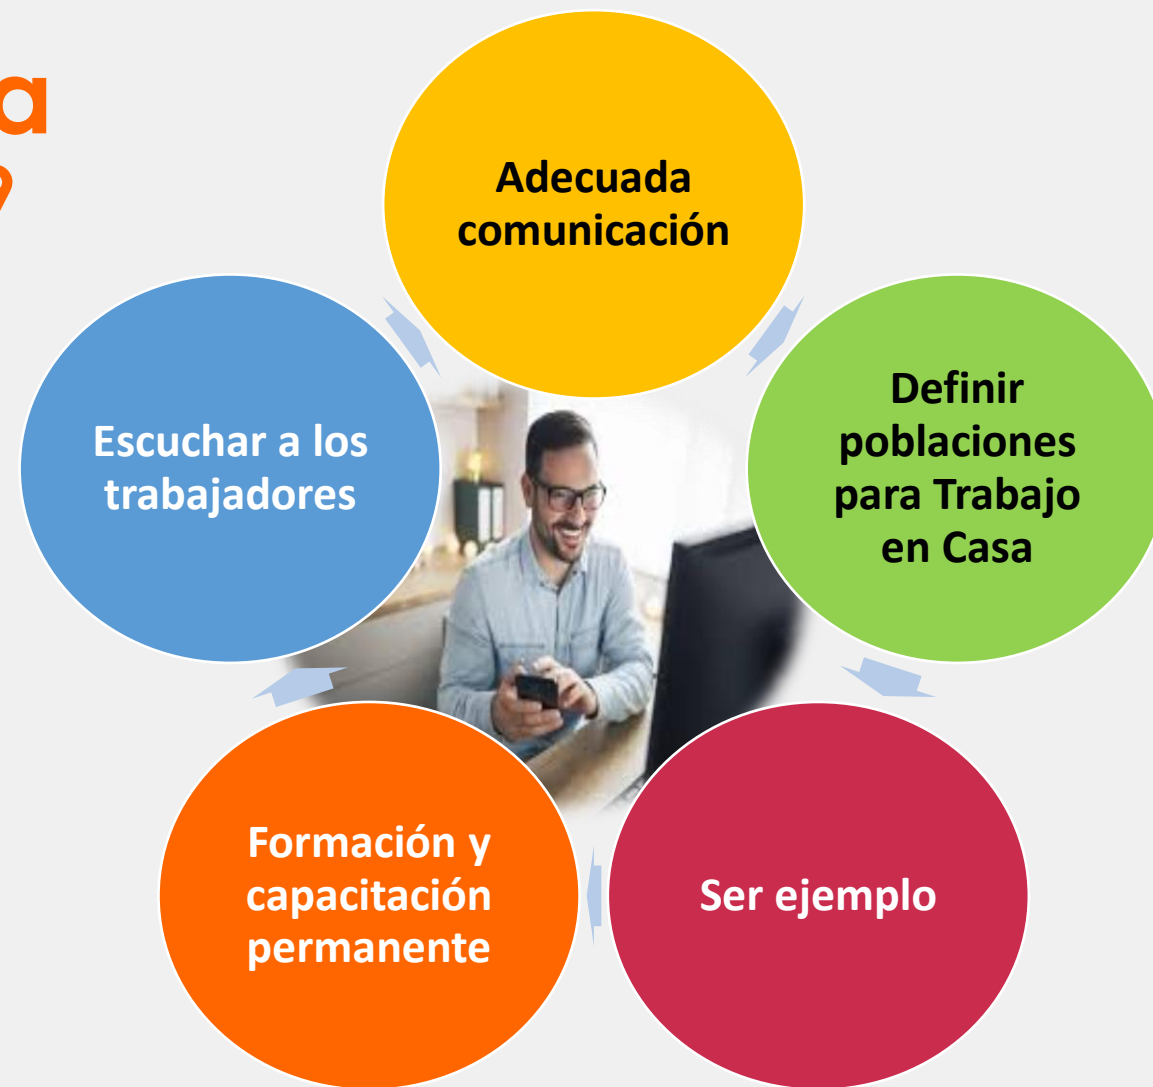 a
?
Adecuada
comunicación
Definir
poblaciones
para Trabajo
en Casa
Ser ejemplo
Formación y
capacitación
permanente
Escuchar a los
trabajadores